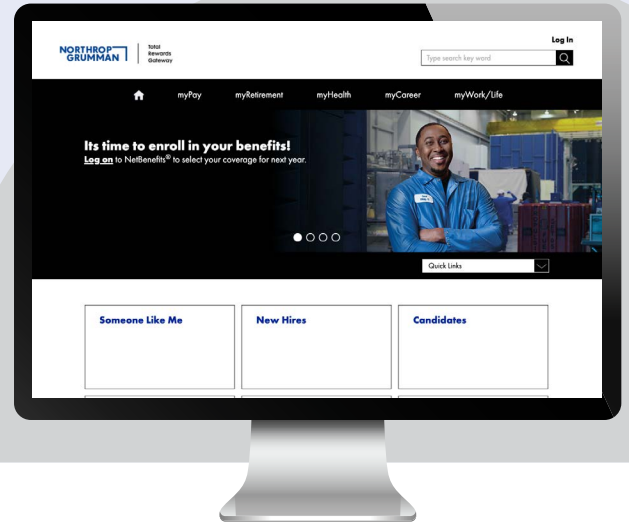 Log In
NORTHROP
GRUMMAN
Total
Rewards
Gateway
Type search key word
myPay myRetirement myHealth myCareer myWork/Life
Its time to enroll in your benefits!
Log on to NetBenefits® to select your coverage for next year.
Quick Links
Someone Like Me New Hires Candidates